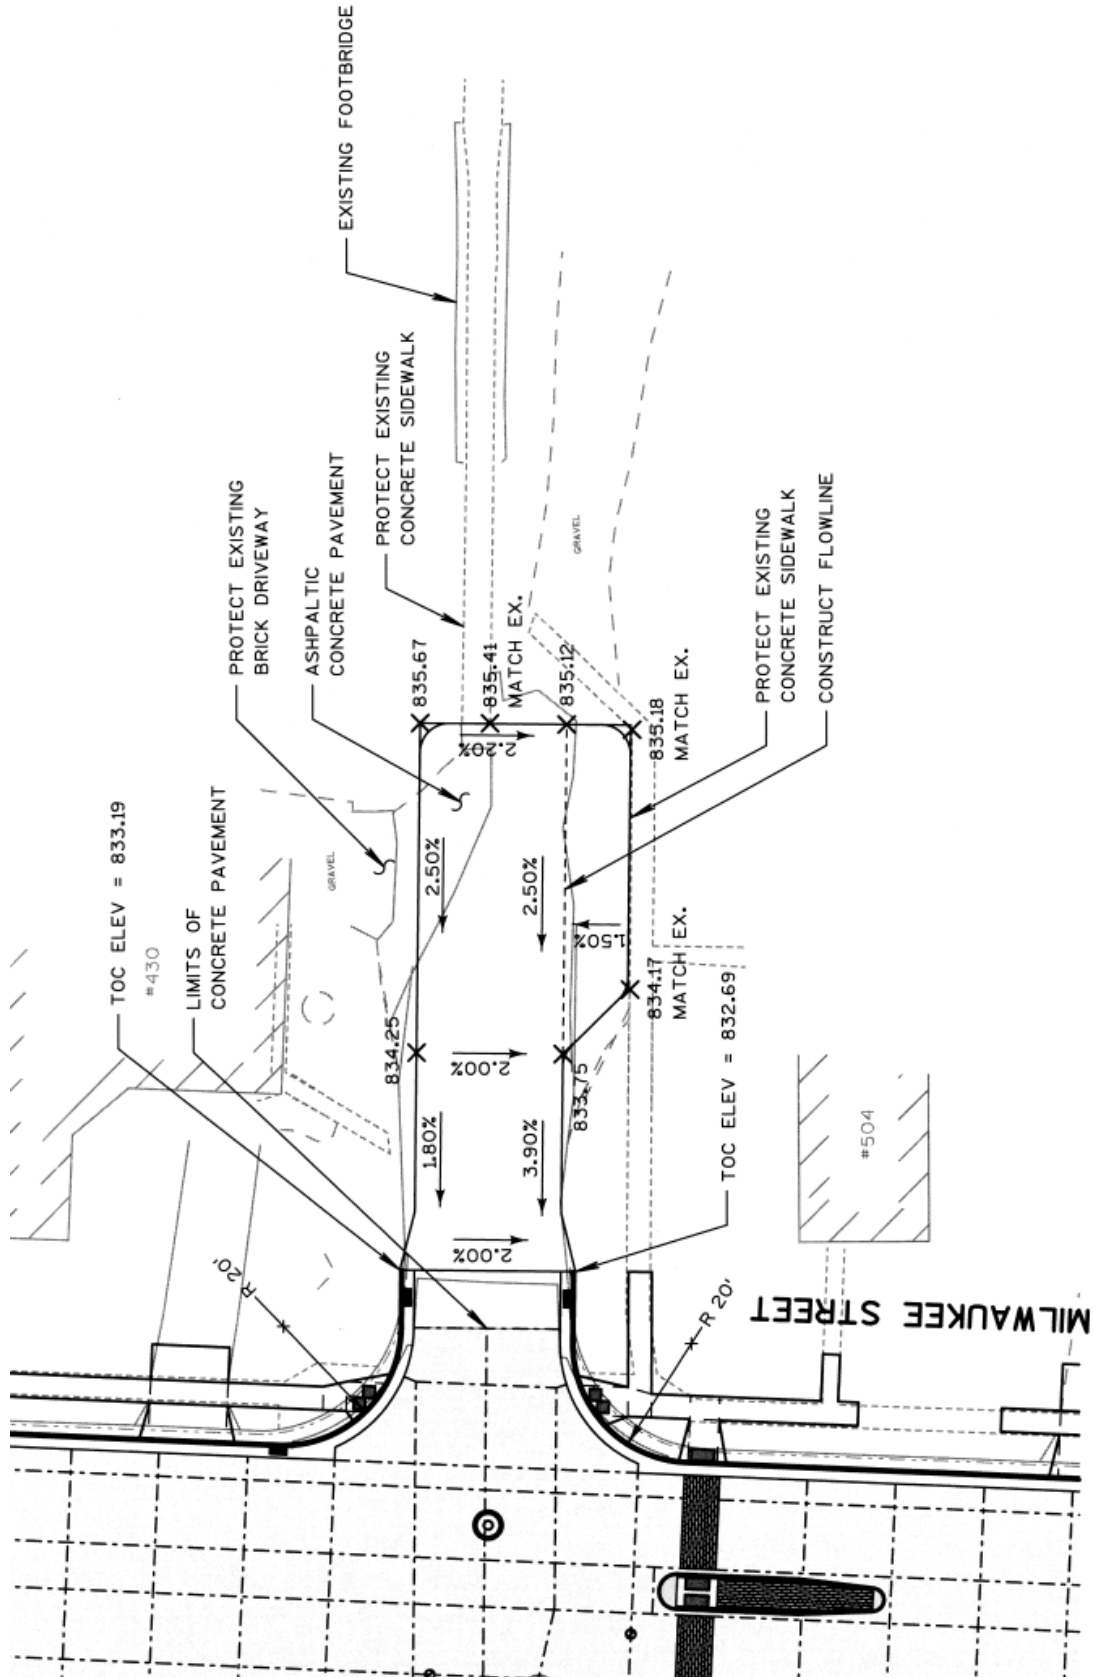 EXISTING FOOTBRIDGE
PROTECT EXISTING
CONCRETE SIDEWALK
PROTECT EXISTING
BRICK DRIVEWAY
ASHPALTIC
CONCRETE PAVEMENT
TOC ELEV = 833.19
#430
LIMITS OF
CONCRETE PAVEMENT
GRAVEL
GRAVEL
835.67
835.41
MATCH EX.
835.12
835.18
MATCH EX.
2.20%
2.50%
2.50%
1.50%
834.17
MATCH EX.
834.25
2.00%
833.75
1.80%
3.90%
2.00%
PROTECT EXISTING
CONCRETE SIDEWALK
CONSTRUCT FLOWLINE
TOC ELEV = 832.69
#504
R 20'
R 20'
MILWAUKEE STREET